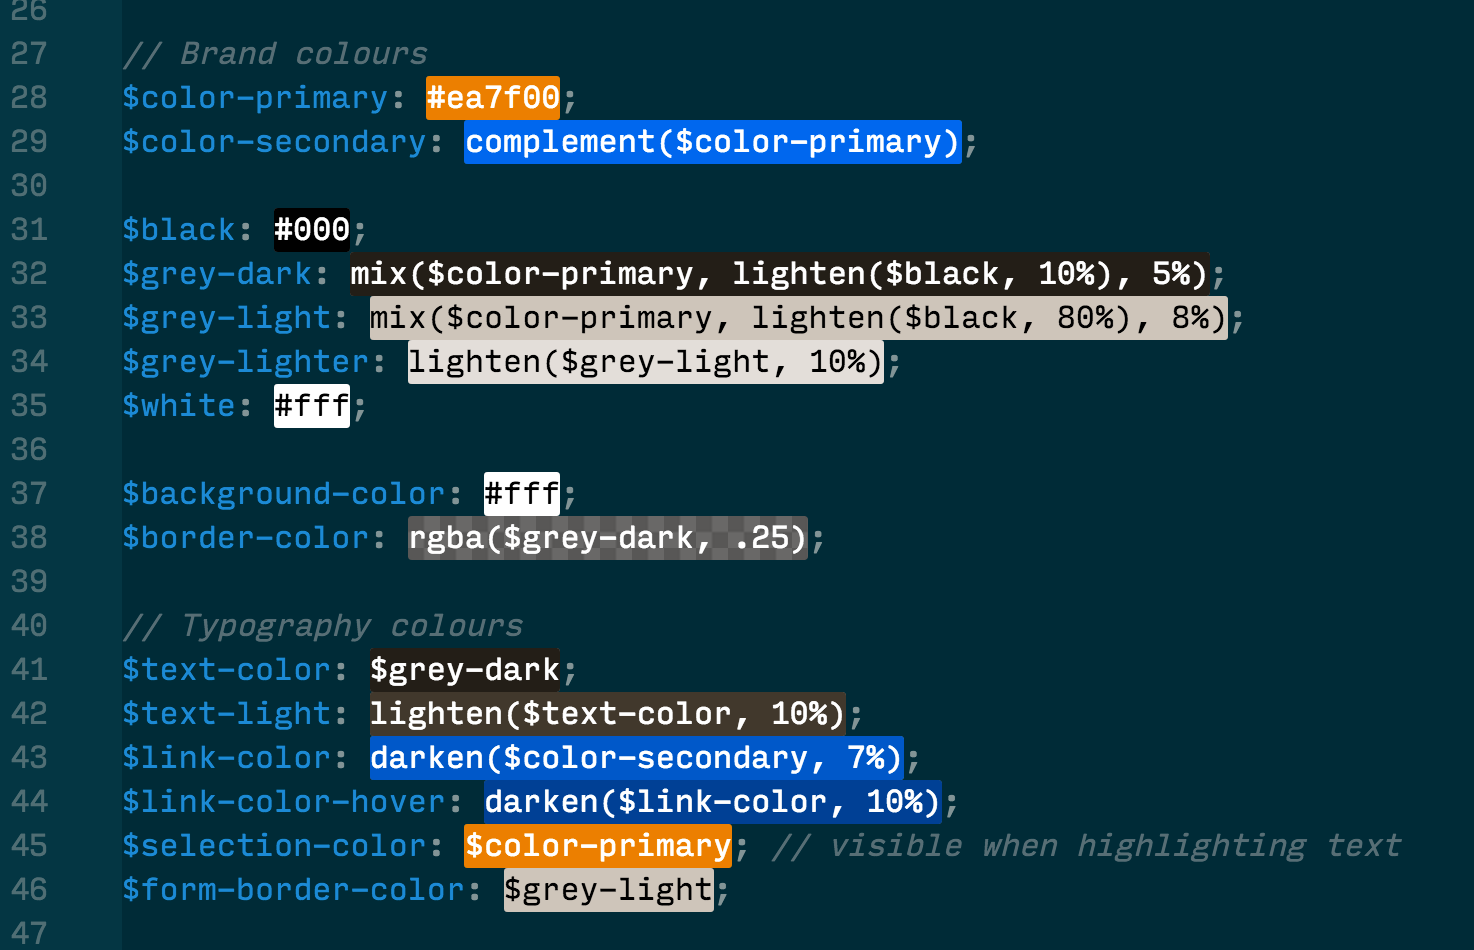 26
27 // Brand colours
28 $color-primary: #ea7f00;
29 $color-secondary: complement($color-primary);
30
31 $black: #000;
32 $grey-dark: mix($color-primary, lighten($black, 10%), 5%);
33 $grey-light: mix($color-primary, lighten($black, 80%), 8%);
34 $grey-lighter: lighten($grey-light, 10%);
35 $white: #fff;
36
37 $background-color: #fff;
38 $border-color: rgba($grey-dark, .25);
39
40 // Typography colours
41 $text-color: $grey-dark;
42 $text-light: lighten($text-color, 10%);
43 $link-color: darken($color-secondary, 7%);
44 $link-color-hover: darken($link-color, 10%);
45 $selection-color: $color-primary; // visible when highlighting text
46 $form-border-color: $grey-light;
47